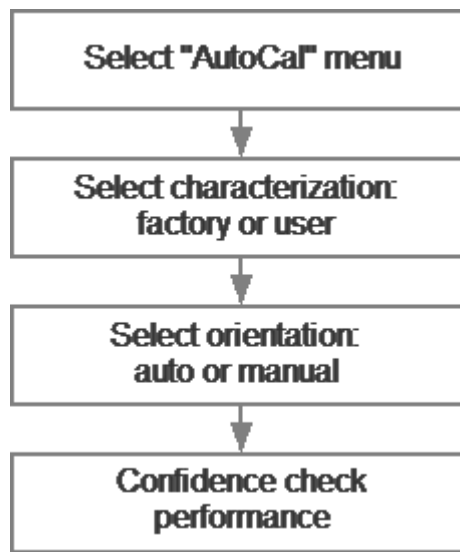 Select "AutoCal" menu
Select characterization:
factory or user
Select orientation:
auto or manual
Confidence check
performance